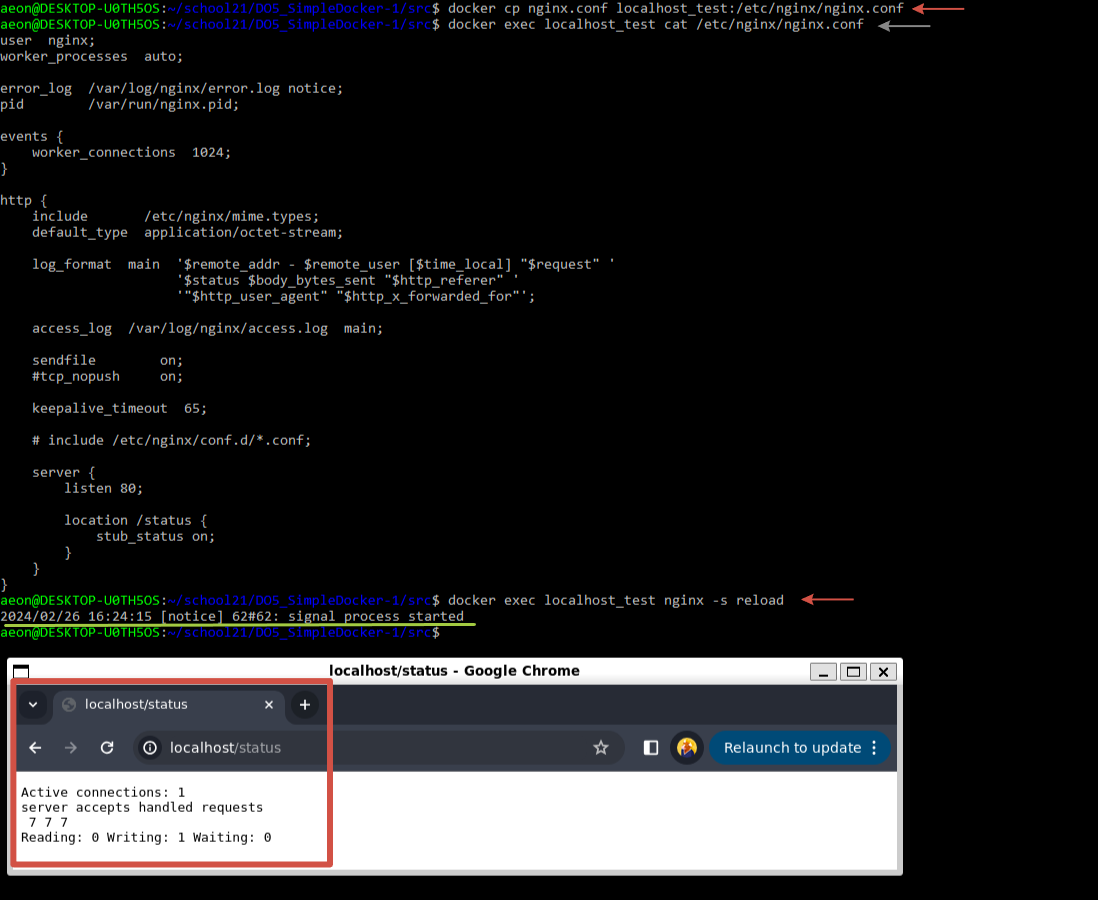 aeon@DESKTOP-U0TH5OS:~/school21/DOS_SimpleDocker-1/src$ docker cp nginx.conf localhost_test:/etc/nginx/nginx.conf
aeon@DESKTOP-U0TH5OS:~/school21/DOS_SimpleDocker-1/src$ docker exec localhost_test cat /etc/nginx/nginx.conf
user  nginx;
worker_processes  auto;
error_log  /var/log/nginx/error.log notice;
pid        /var/run/nginx.pid;
events {
    worker_connections  1024;
}
http {
    include       /etc/nginx/mime.types;
    default_type  application/octet-stream;
    log_format  main  '$remote_addr - $remote_user [$time_local] "$request" '
                      '$status $body_bytes_sent "$http_referer" '
                      '"$http_user_agent" "$http_x_forwarded_for"';
    access_log  /var/log/nginx/access.log  main;
    sendfile        on;
    #tcp_nopush     on;
    keepalive_timeout  65;
    # include /etc/nginx/conf.d/*.conf;
    server {
        listen 80;
        location /status {
            stub_status on;
        }
    }
}
aeon@DESKTOP-U0TH5OS:~/school21/DOS_SimpleDocker-1/src$ docker exec localhost_test nginx -s reload
2024/02/26 16:24:15 [notice] 62#62: signal process started
aeon@DESKTOP-U0TH5OS:~/school21/DOS_SimpleDocker-1/src$
localhost/status - Google Chrome
localhost/status
localhost/status
Relaunch to update
Active connections: 1
server accepts handled requests
 7 7 7
Reading: 0 Writing: 1 Waiting: 0